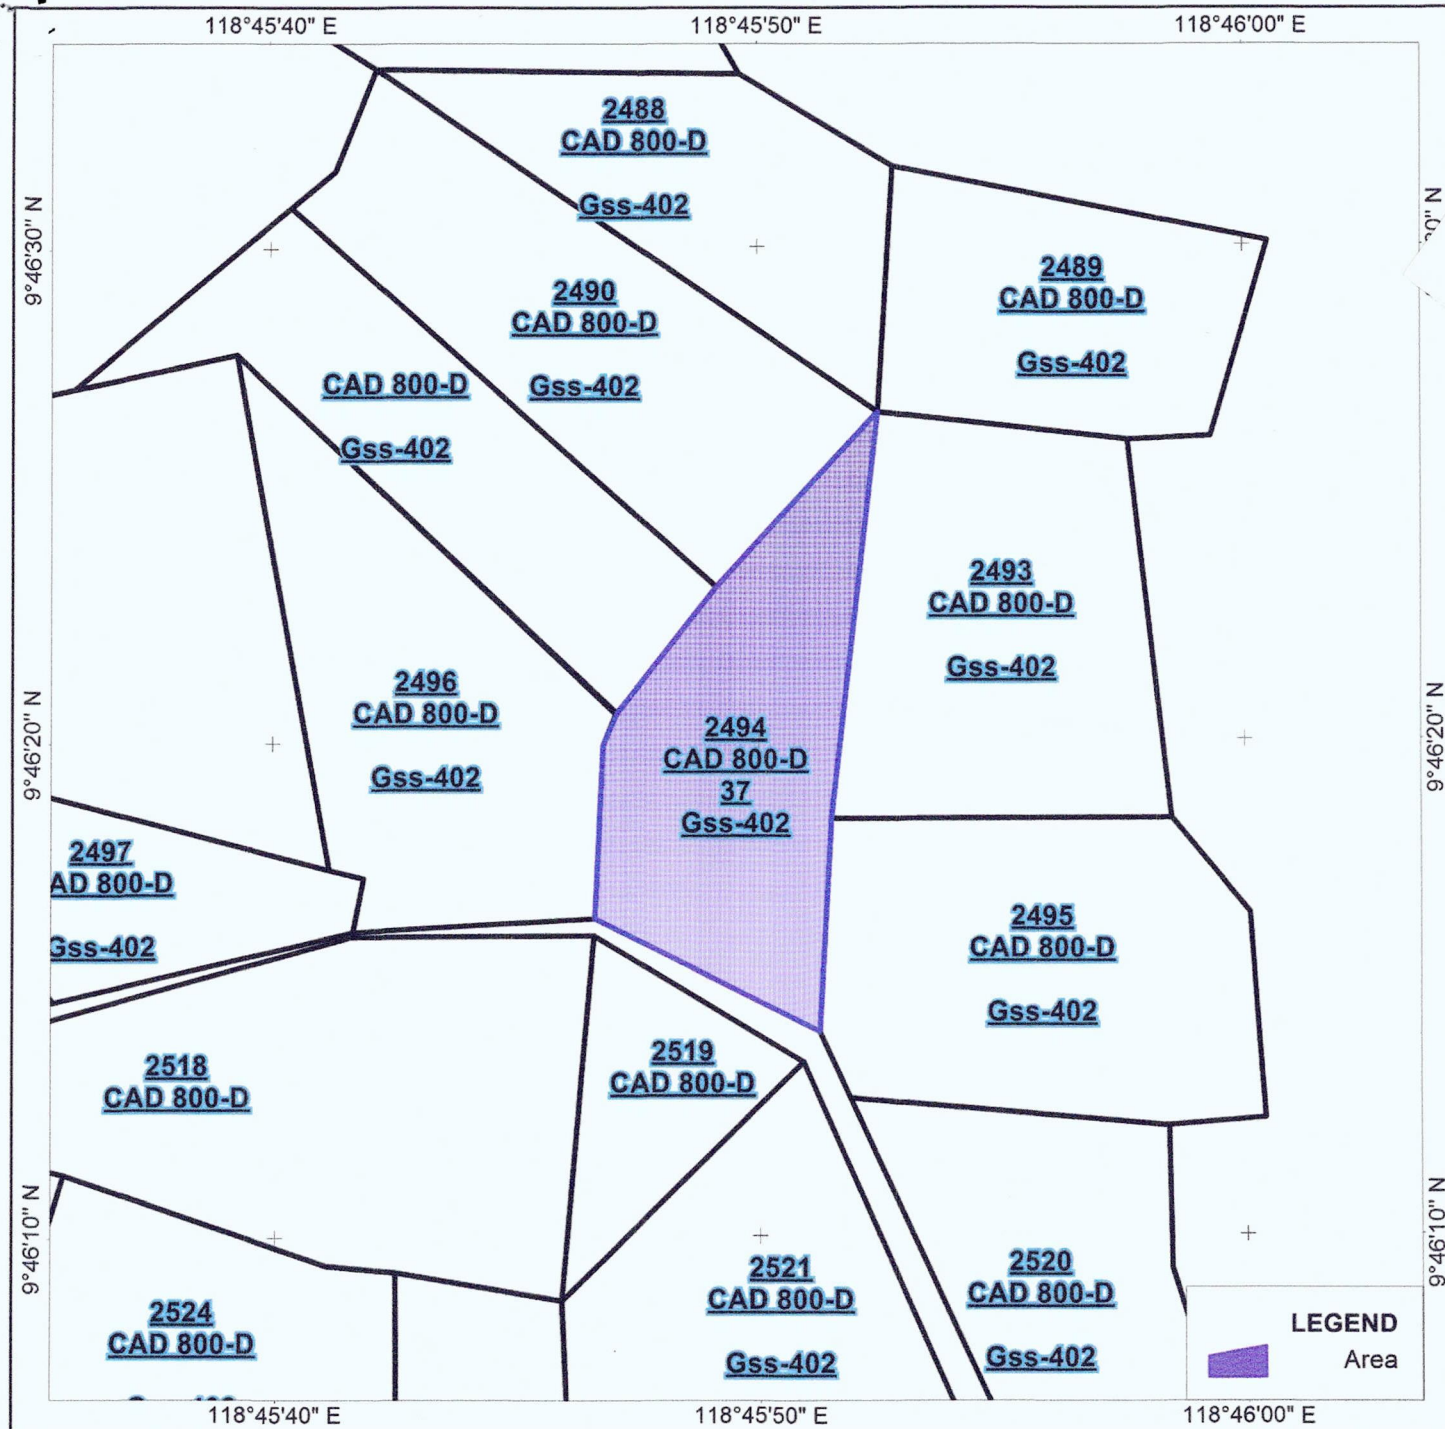 118°45'40" E
118°45'50" E
118°46'00" E
2488
CAD 800-D
Gss-402
9°46'30" N
0" N
2489
CAD 800-D
Gss-402
2490
CAD 800-D
Gss-402
CAD 800-D
Gss-402
2493
CAD 800-D
Gss-402
2496
CAD 800-D
Gss-402
9°46'20" N
9°46'20" N
2494
CAD 800-D
37
Gss-402
2497
AD 800-D
Gss-402
2495
CAD 800-D
Gss-402
2518
CAD 800-D
2519
CAD 800-D
9°46'10" N
9°46'10" N
2521
CAD 800-D
Gss-402
2520
CAD 800-D
Gss-402
2524
CAD 800-D
LEGEND
Area
118°45'40" E
118°45'50" E
118°46'00" E